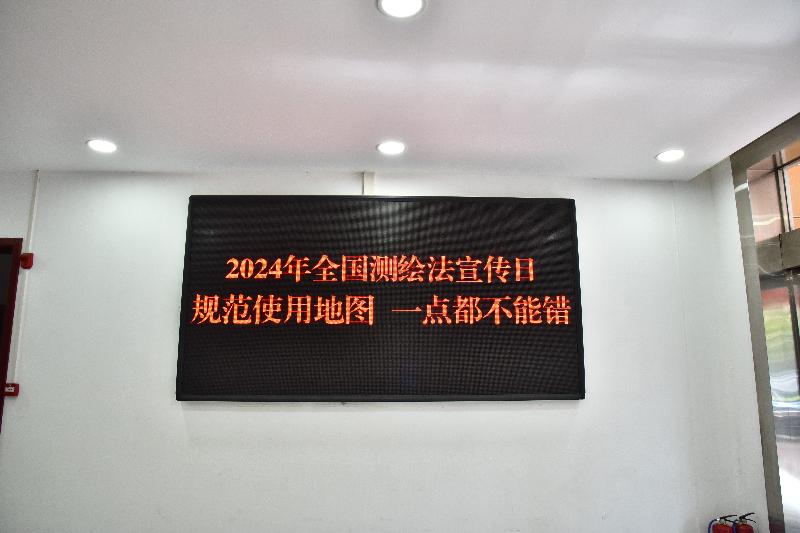 2024年全国测绘法宣传日
规范使用地图 一点都不能错